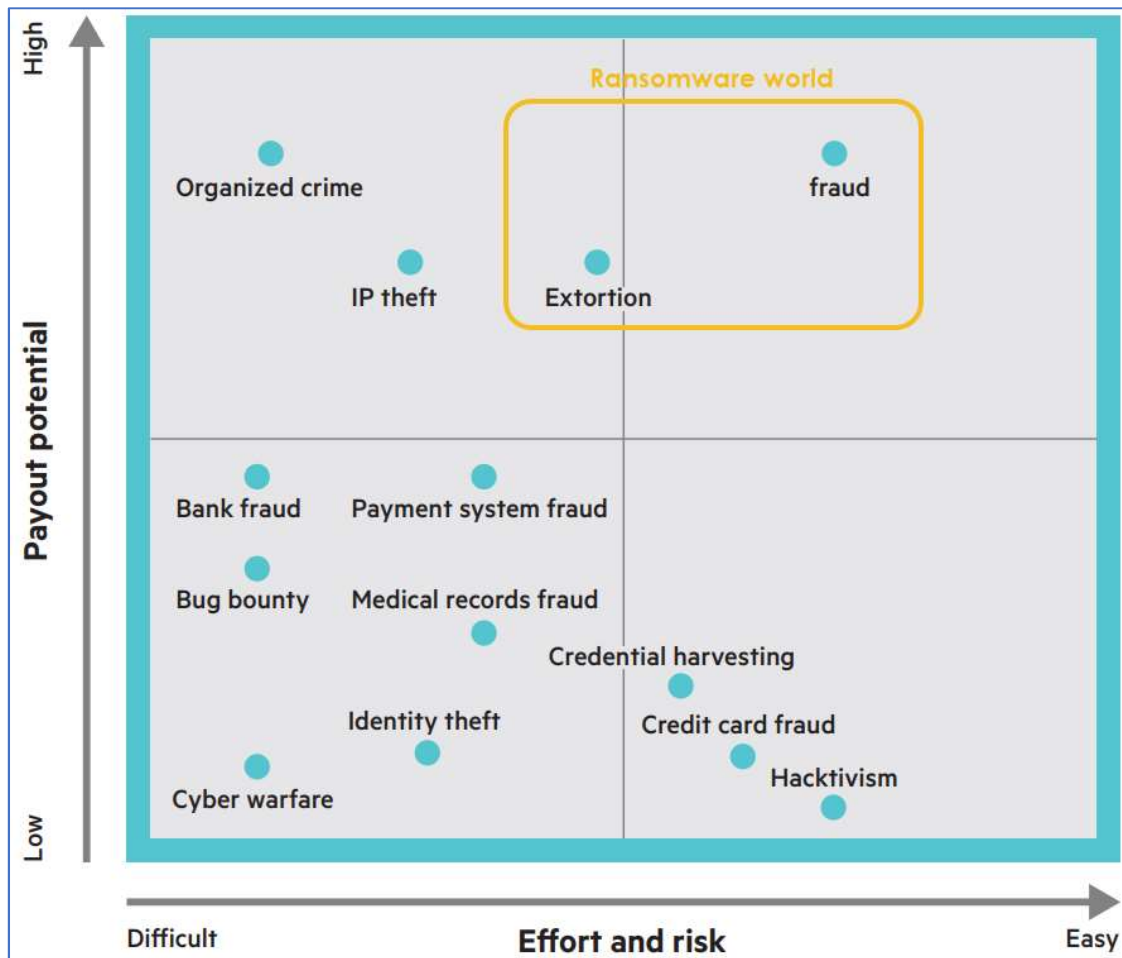 High
Ransomware world
Organized crime
fraud
IP theft
Extortion
Payout potential
Bank fraud
Payment system fraud
Bug bounty
Medical records fraud
Credential harvesting
Identity theft
Credit card fraud
Hacktivism
Cyber warfare
Low
Difficult
Effort and risk
Easy